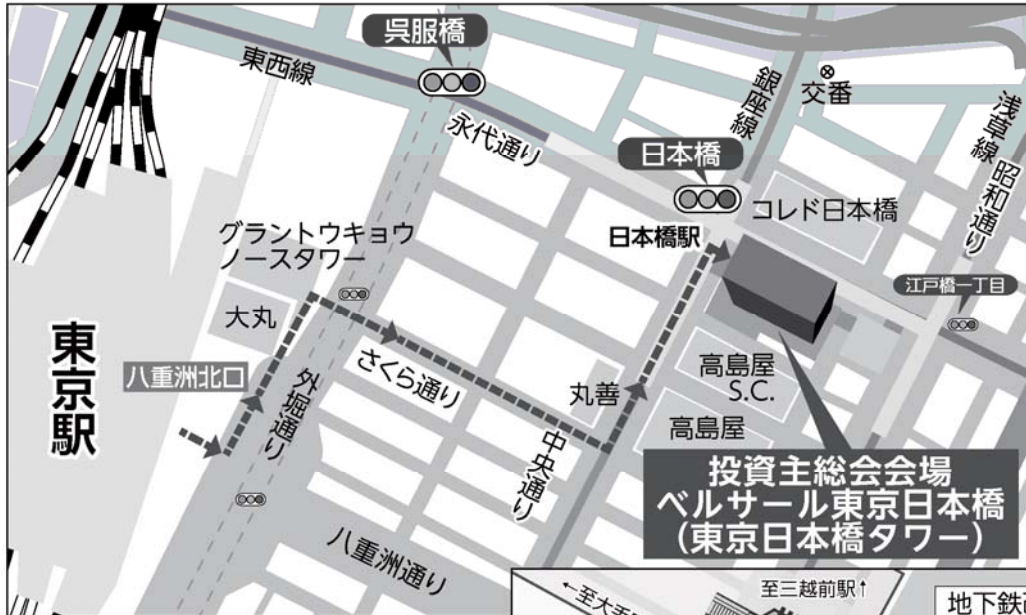 呉服橋
東西線
永代通り
銀座線
交番
浅草線
昭和通り
日本橋
コレド日本橋
日本橋駅
江戸橋一丁目
グラントウキョウ
ノースタワー
大丸
東京駅
八重洲北口
外堀通り
さくら通り
丸善
中央通り
高島屋
S.C.
高島屋
投資主総会会場
ベルサール東京日本橋
(東京日本橋タワー)
八重洲通り
←至大手
至三越前駅↑
地下鉄